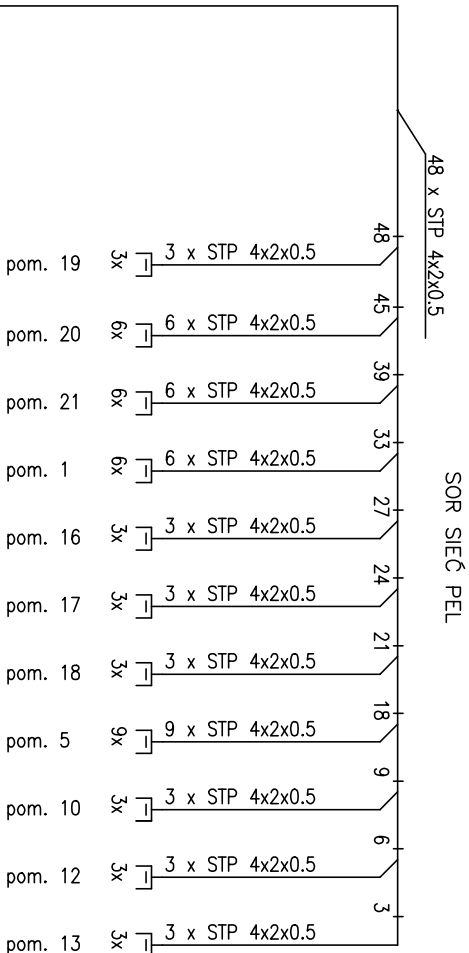 48 x STP 4x2x0.5
SOR SIEĆ PEL
48
pom. 19 3x 3 x STP 4x2x0.5
45
pom. 20 6x 6 x STP 4x2x0.5
39
pom. 21 6x 6 x STP 4x2x0.5
33
pom. 1 6x 6 x STP 4x2x0.5
27
pom. 16 3x 3 x STP 4x2x0.5
24
pom. 17 3x 3 x STP 4x2x0.5
21
pom. 18 3x 3 x STP 4x2x0.5
18
pom. 5 9x 9 x STP 4x2x0.5
9
pom. 10 3x 3 x STP 4x2x0.5
6
pom. 12 3x 3 x STP 4x2x0.5
3
pom. 13 3x 3 x STP 4x2x0.5